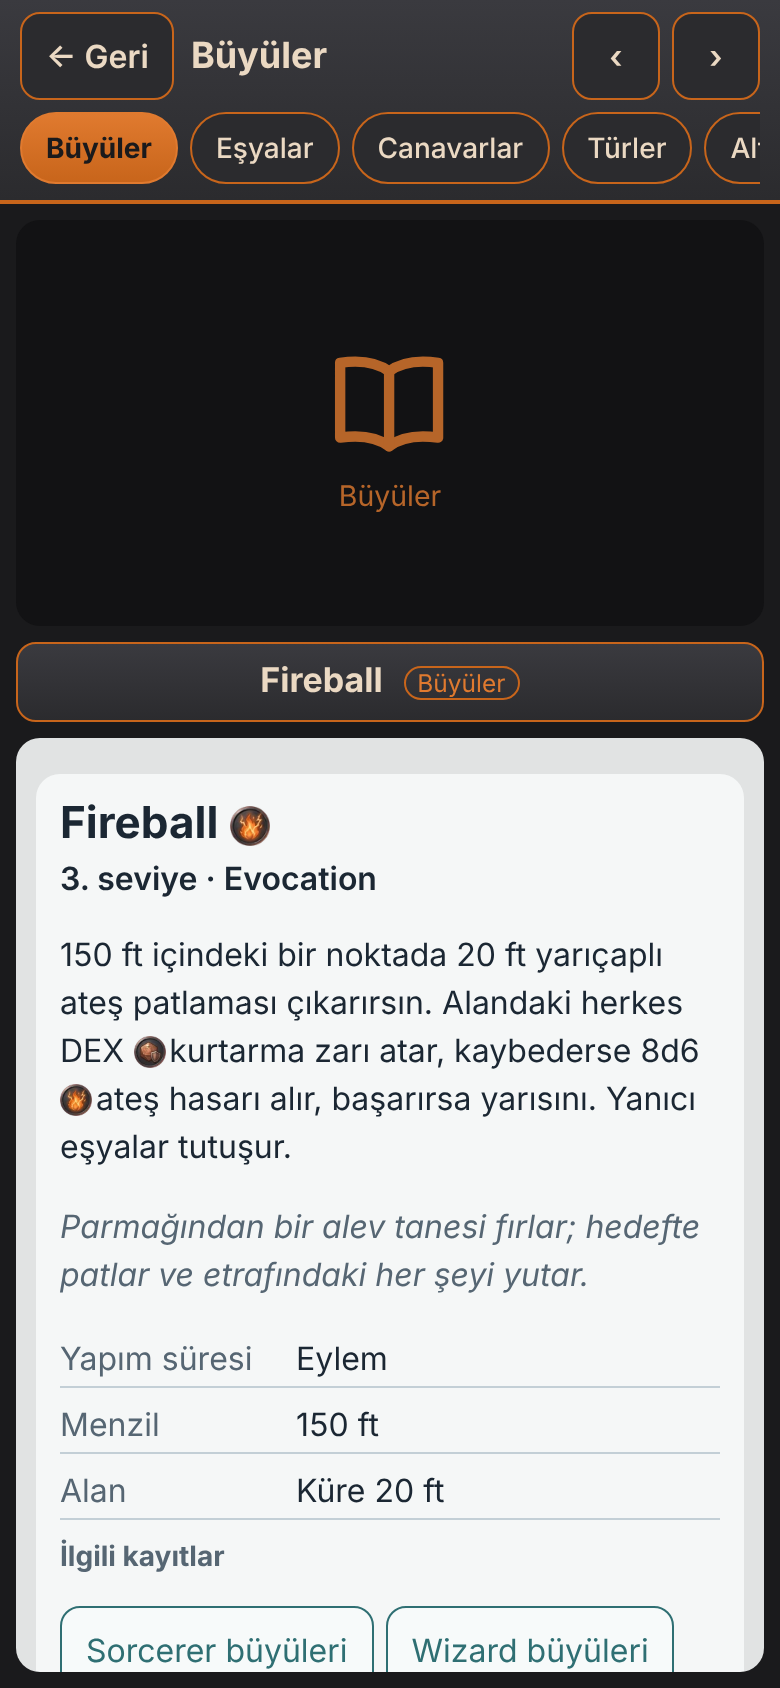 ← Geri Büyüler ‹ ›
Büyüler Eşyalar Canavarlar Türler
Büyüler
Fireball Büyüler
Fireball
3. seviye · Evocation
150 ft içindeki bir noktada 20 ft yarıçaplı
ateş patlaması çıkarırsın. Alandaki herkes
DEX kurtarma zarı atar, kaybederse 8d6
ateş hasarı alır, başarırsa yarısını. Yanıcı
eşyalar tutuşur.
Parmağından bir alev tanesi fırlar; hedefte
patlar ve etrafındaki her şeyi yutar.
Yapım süresi Eylem
Menzil 150 ft
Alan Küre 20 ft
İlgili kayıtlar
Sorcerer büyüleri Wizard büyüleri